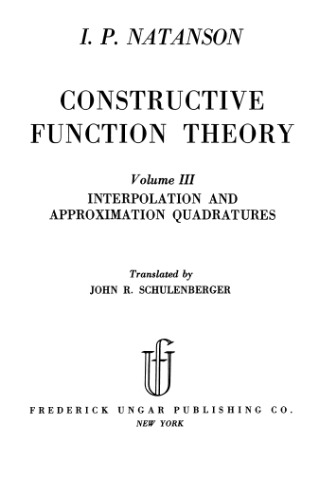 I. P. NATANSON
CONSTRUCTIVE
FUNCTION THEORY
Volume III
INTERPOLATION AND
APPROXIMATION QUADRATURES
Translated by
JOHN R. SCHULENBERGER
FREDERICK UNGAR PUBLISHING CO.
NEW YORK